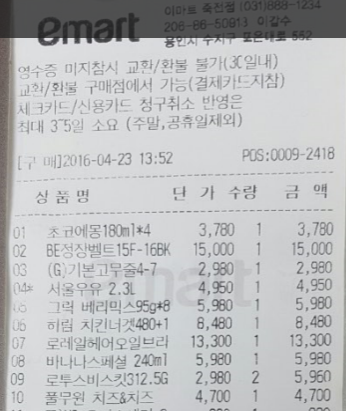 emart
이마트 죽전점 (031)888-1234
206-86-50913 이갑수
용인시 수지구 포은대로 552
영수증 미지참시 교환/환불 불가(30일내)
교환/환불 구매점에서 가능(결제카드지참)
체크카드/신용카드 청구취소 반영은
최대 3~5일 소요 (주말,공휴일제외)
[구 매]2016-04-23 13:52 POS:0009-2418
상 품 명 단 가 수량 금 액
01 초코에몽180ml*4 3,780 1 3,780
02 BE정장벨트15F-16BK 15,000 1 15,000
03 (G)기본고무줄4-7 2,980 1 2,980
04* 서울우유 2.3L 4,950 1 4,950
05 그릭 베리믹스95g*8 5,980 1 5,980
06 하림 치킨너겟480+1 8,480 1 8,480
07 로레알헤어오일브라 13,300 1 13,300
08 바나나스페셜 240ml 5,980 1 5,980
09 로투스비스킷312.5G 2,980 2 5,960
10 풀무원 치즈&치즈 4,700 1 4,700